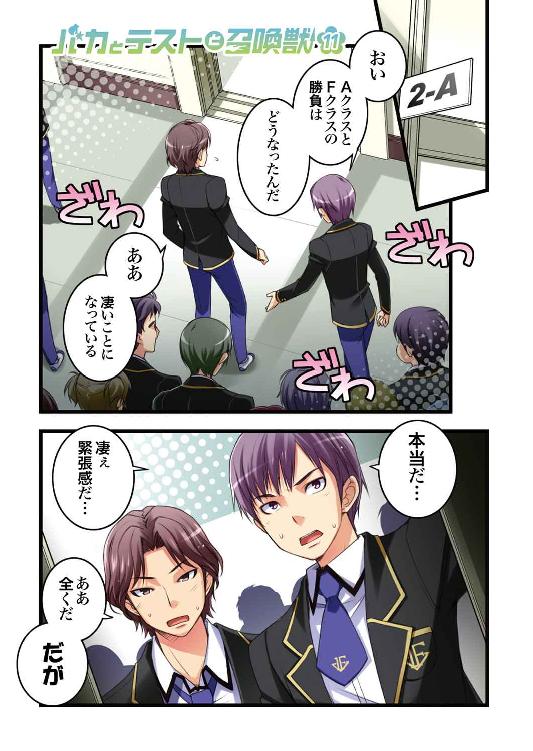 バカとテストと召喚獣 11
2-A
おい
Aクラスと
Fクラスの
勝負は
どうなったんだ
ざわ
ざわ
ああ
凄いことに
なっている
ざわ
本当だ…
凄ぇ
緊張感だ…
ああ
全くだ
だが